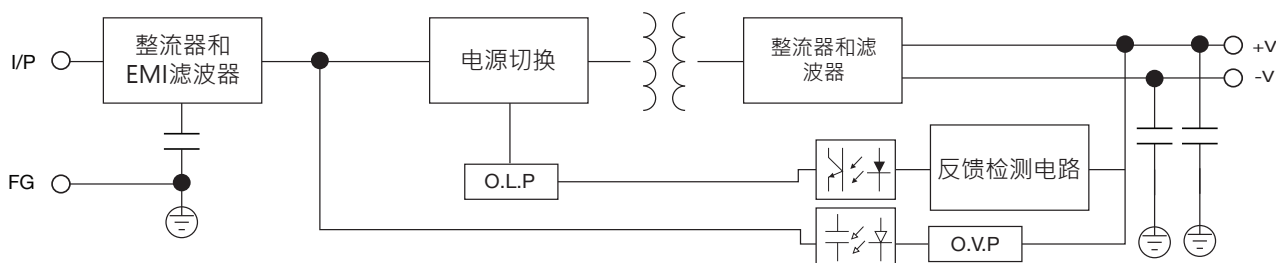 I/P
整流器和
EMI滤波器
电源切换
整流器和滤
波器
+V
-V
FG
O.L.P
反馈检测电路
O.V.P